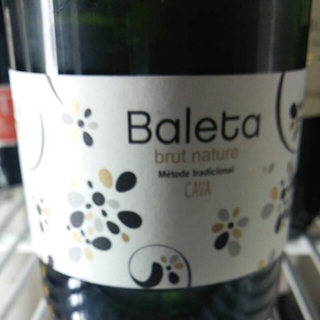 Baleta
brut nature
Mètode tradicional
CAVA